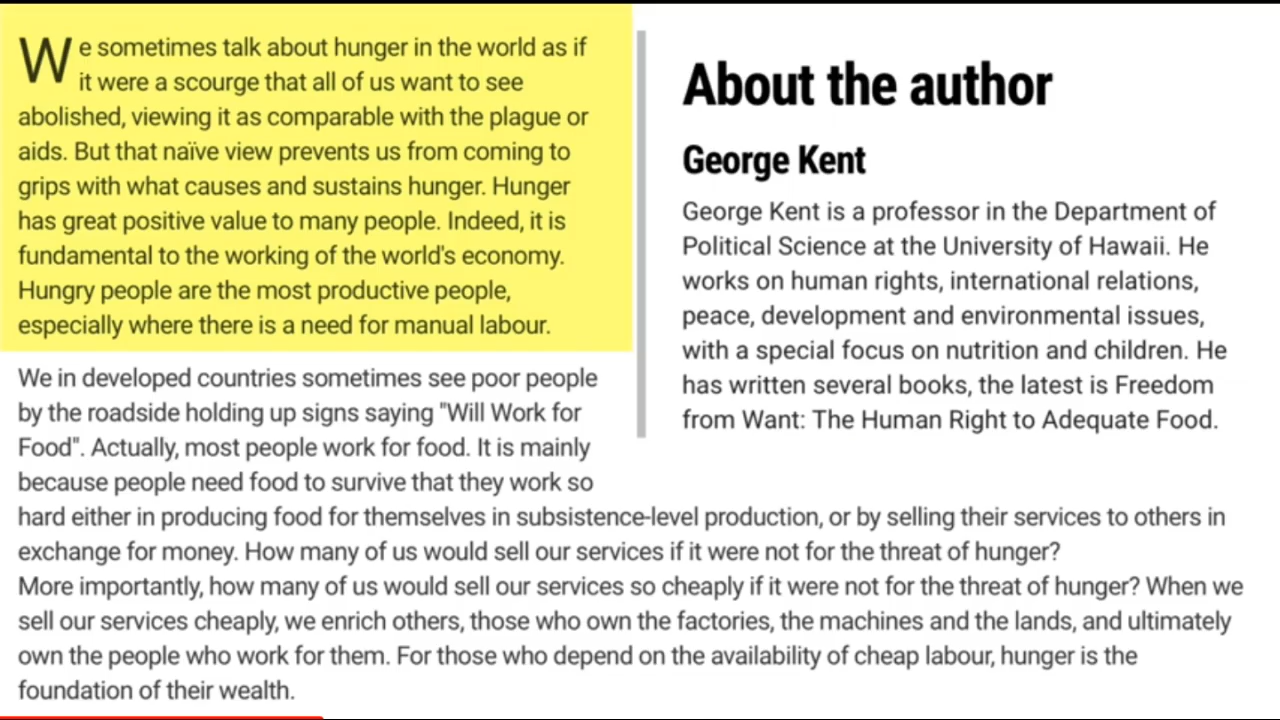 We sometimes talk about hunger in the world as if
it were a scourge that all of us want to see
abolished, viewing it as comparable with the plague or
aids. But that naïve view prevents us from coming to
grips with what causes and sustains hunger. Hunger
has great positive value to many people. Indeed, it is
fundamental to the working of the world's economy.
Hungry people are the most productive people,
especially where there is a need for manual labour.
We in developed countries sometimes see poor people
by the roadside holding up signs saying "Will Work for
Food". Actually, most people work for food. It is mainly
because people need food to survive that they work so
hard either in producing food for themselves in subsistence-level production, or by selling their services to others in
exchange for money. How many of us would sell our services if it were not for the threat of hunger?
More importantly, how many of us would sell our services so cheaply if it were not for the threat of hunger? When we
sell our services cheaply, we enrich others, those who own the factories, the machines and the lands, and ultimately
own the people who work for them. For those who depend on the availability of cheap labour, hunger is the
foundation of their wealth.
About the author
George Kent
George Kent is a professor in the Department of
Political Science at the University of Hawaii. He
works on human rights, international relations,
peace, development and environmental issues,
with a special focus on nutrition and children. He
has written several books, the latest is Freedom
from Want: The Human Right to Adequate Food.